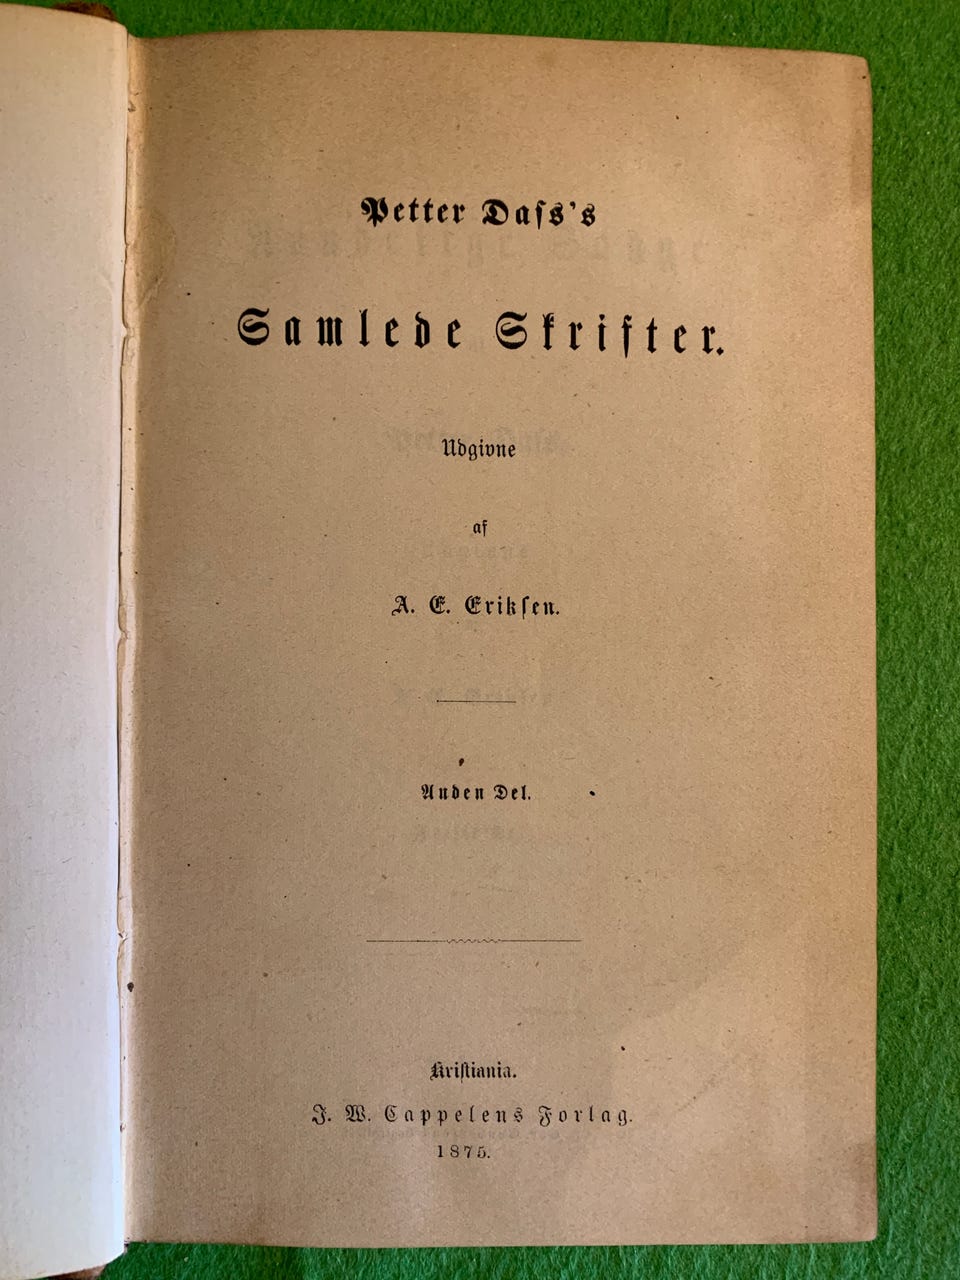 Petter Daſs's
Samlede Skrifter.
Udgivne
af
A. E. Erikſen.
Anden Del.
Kriſtiania.
J. W. Cappelens Forlag.
1875.